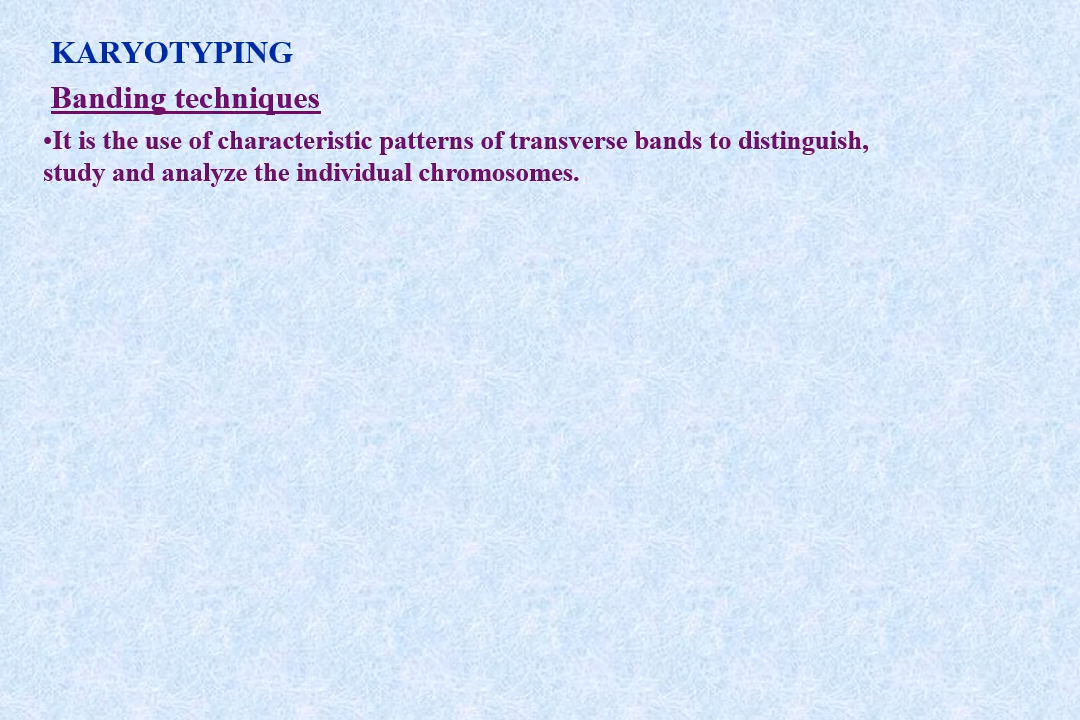 KARYOTYPING
Banding techniques
•It is the use of characteristic patterns of transverse bands to distinguish,
study and analyze the individual chromosomes.